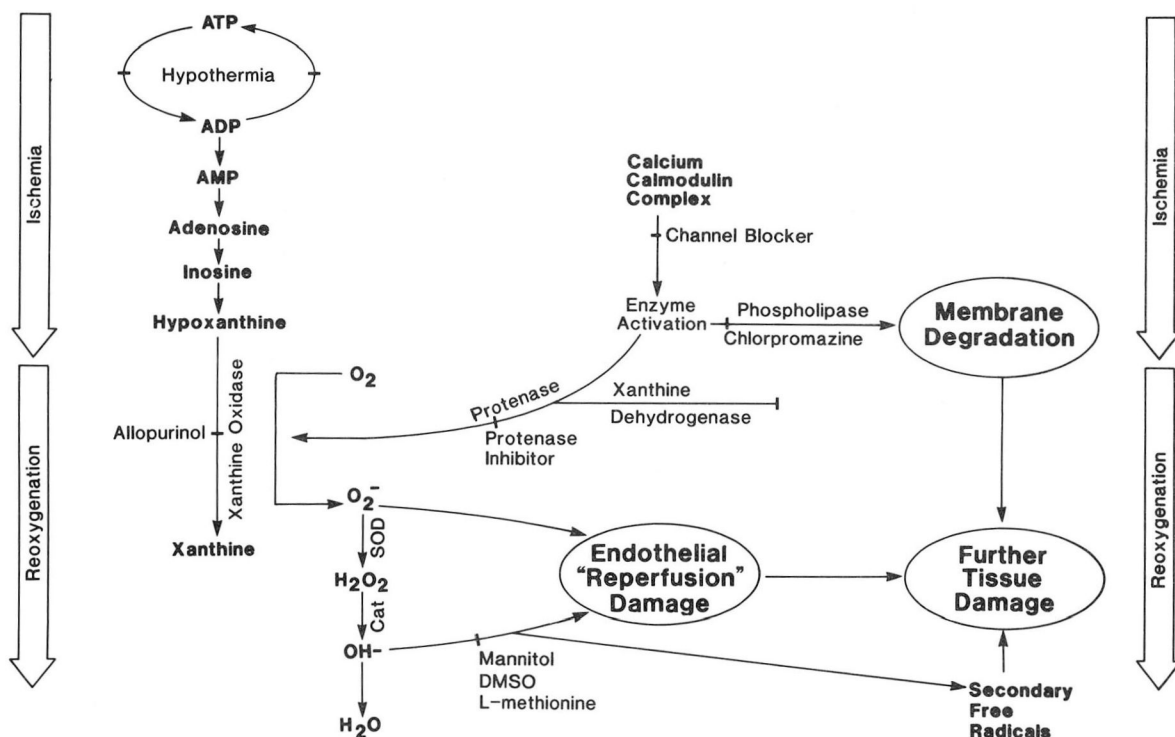 Ischemia
Reoxygenation
ATP
Hypothermia
ADP
AMP
Adenosine
Inosine
Hypoxanthine
Allopurinol
Xanthine Oxidase
Xanthine
O₂
O₂⁻
SOD
H₂O₂
Cat
OH-
H₂O
Calcium
Calmodulin
Complex
Channel Blocker
Enzyme
Activation
Phospholipase
Chlorpromazine
Protenase
Protenase
Inhibitor
Xanthine
Dehydrogenase
Mannitol
DMSO
L-methionine
Endothelial
"Reperfusion"
Damage
Membrane
Degradation
Further
Tissue
Damage
Secondary
Free
Radicals
Ischemia
Reoxygenation